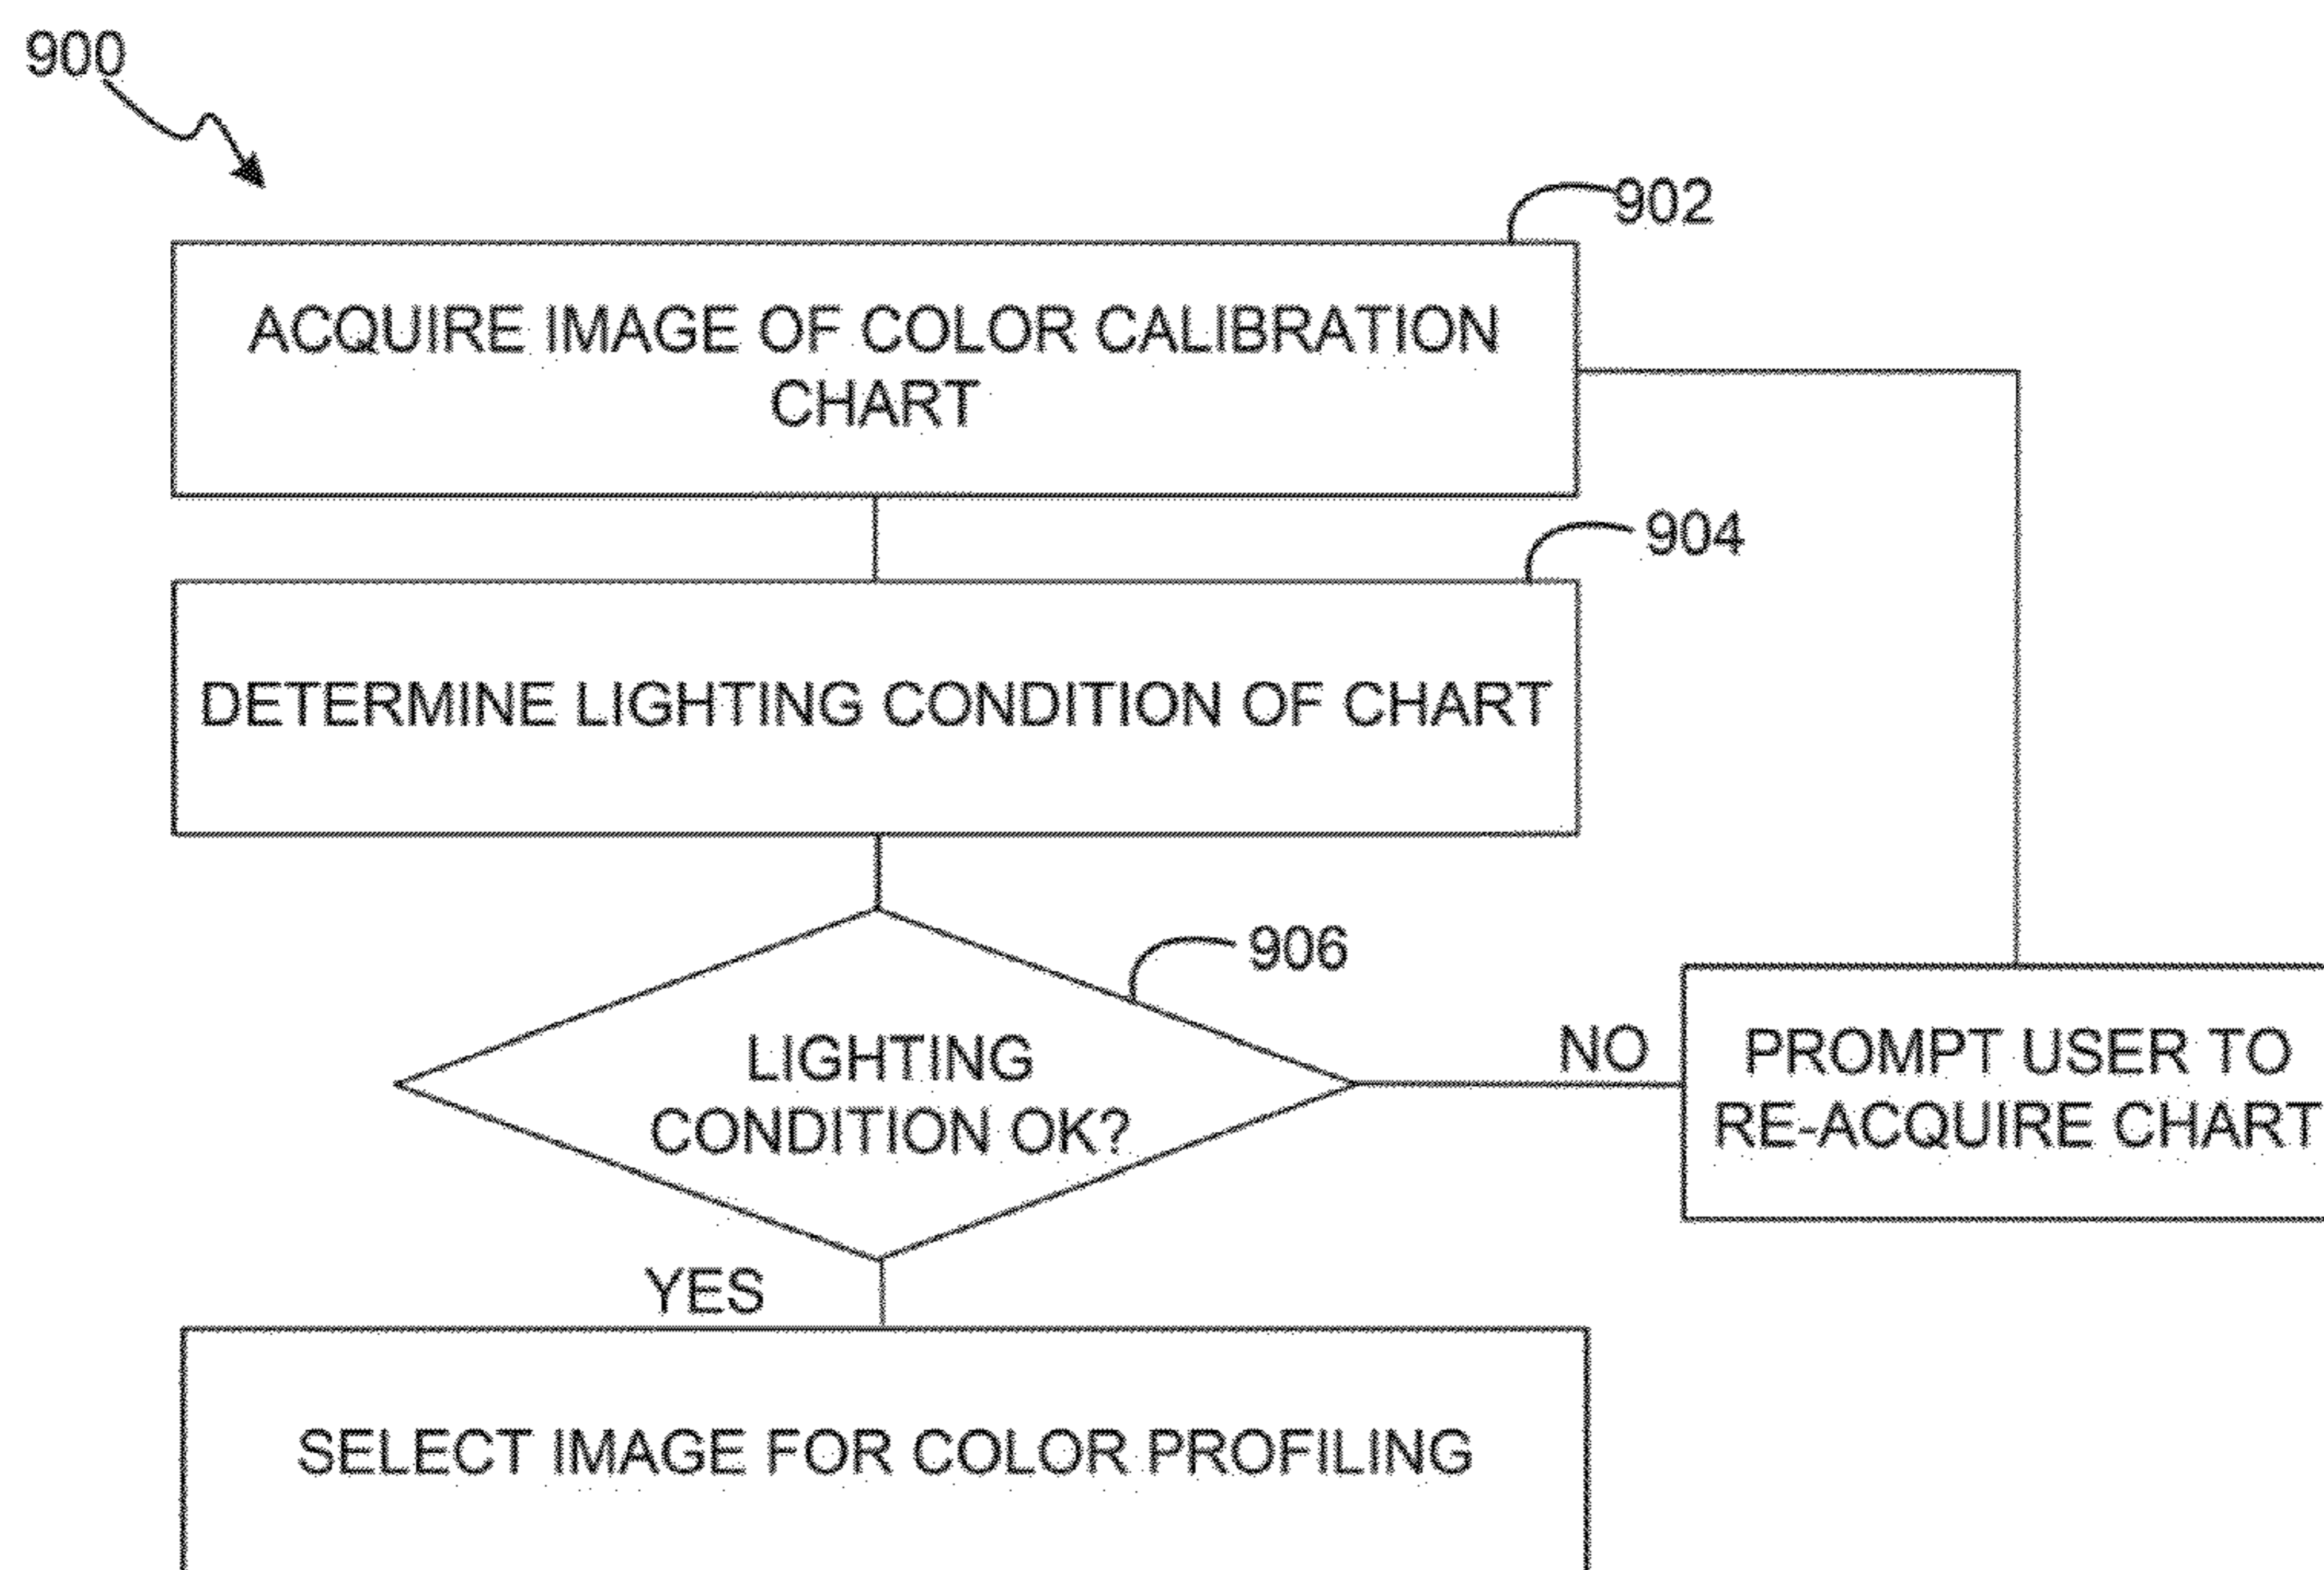 900
902
ACQUIRE IMAGE OF COLOR CALIBRATION
CHART
904
DETERMINE LIGHTING CONDITION OF CHART
906
LIGHTING
CONDITION OK?
NO
PROMPT USER TO
RE-ACQUIRE CHART
YES
SELECT IMAGE FOR COLOR PROFILING